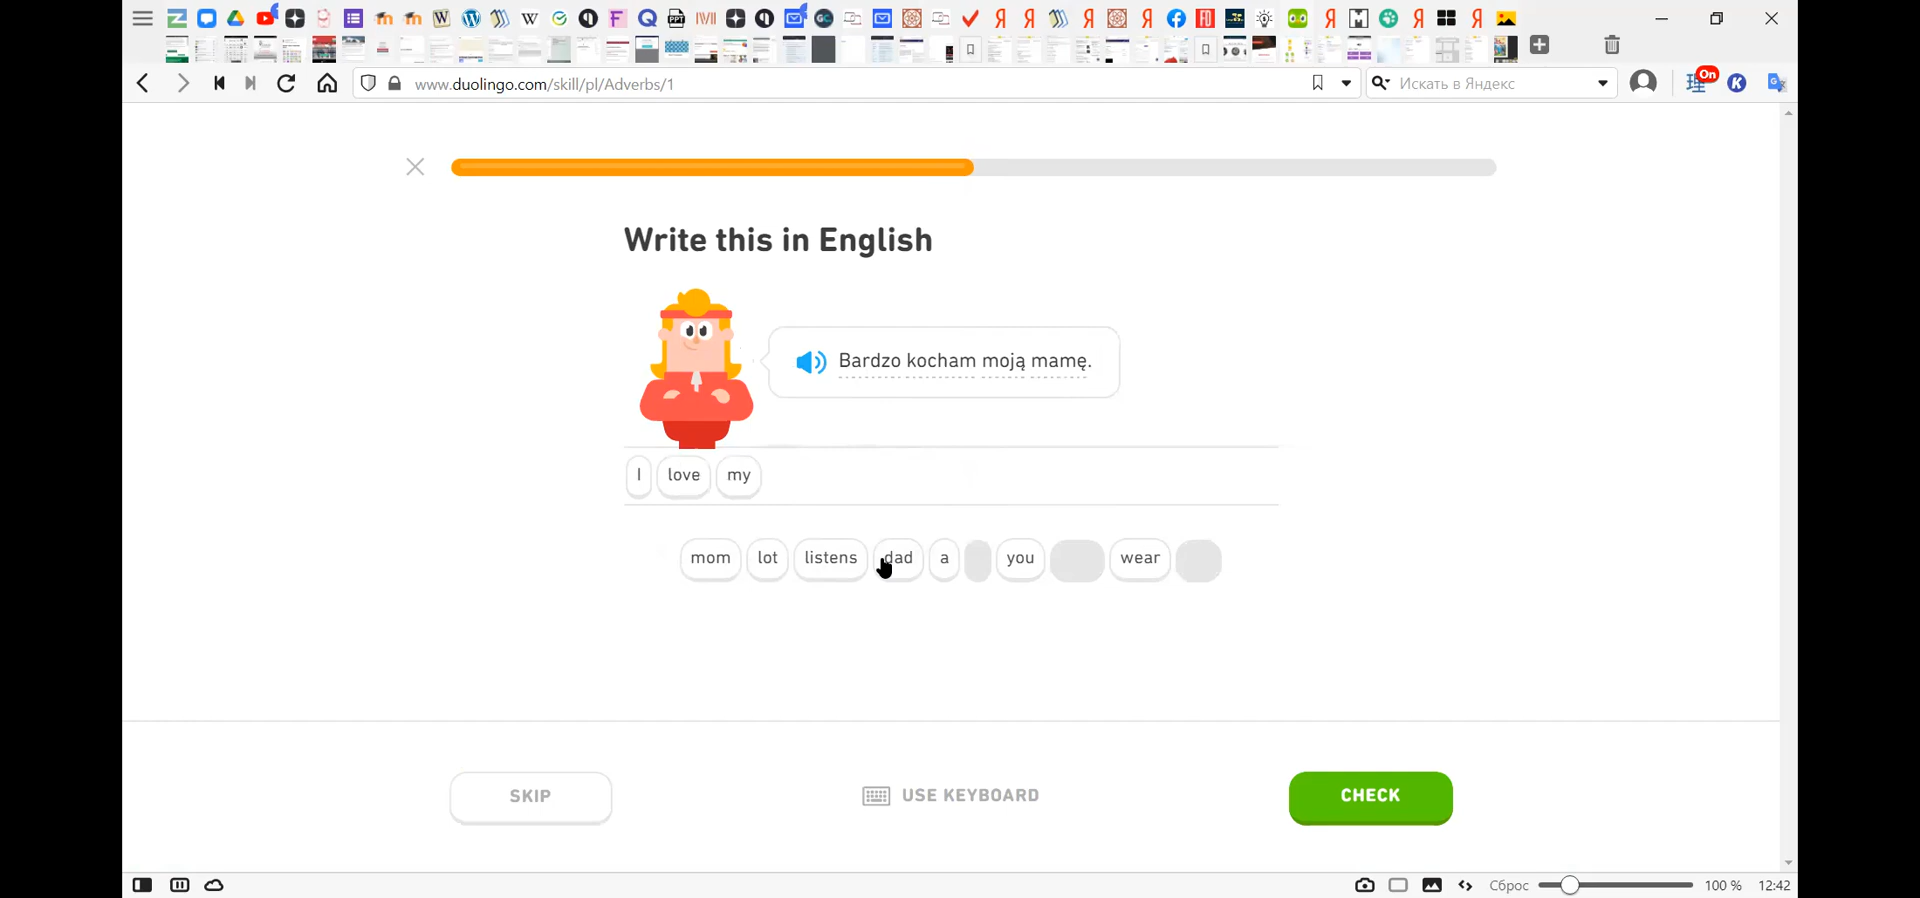 www.duolingo.com/skill/pl/Adverbs/1
Искать в Яндекс
On
Write this in English
Bardzo kocham moją mamę.
I love my
mom lot listens dad a you wear
SKIP
USE KEYBOARD
CHECK
Сброс
100 %
12:42